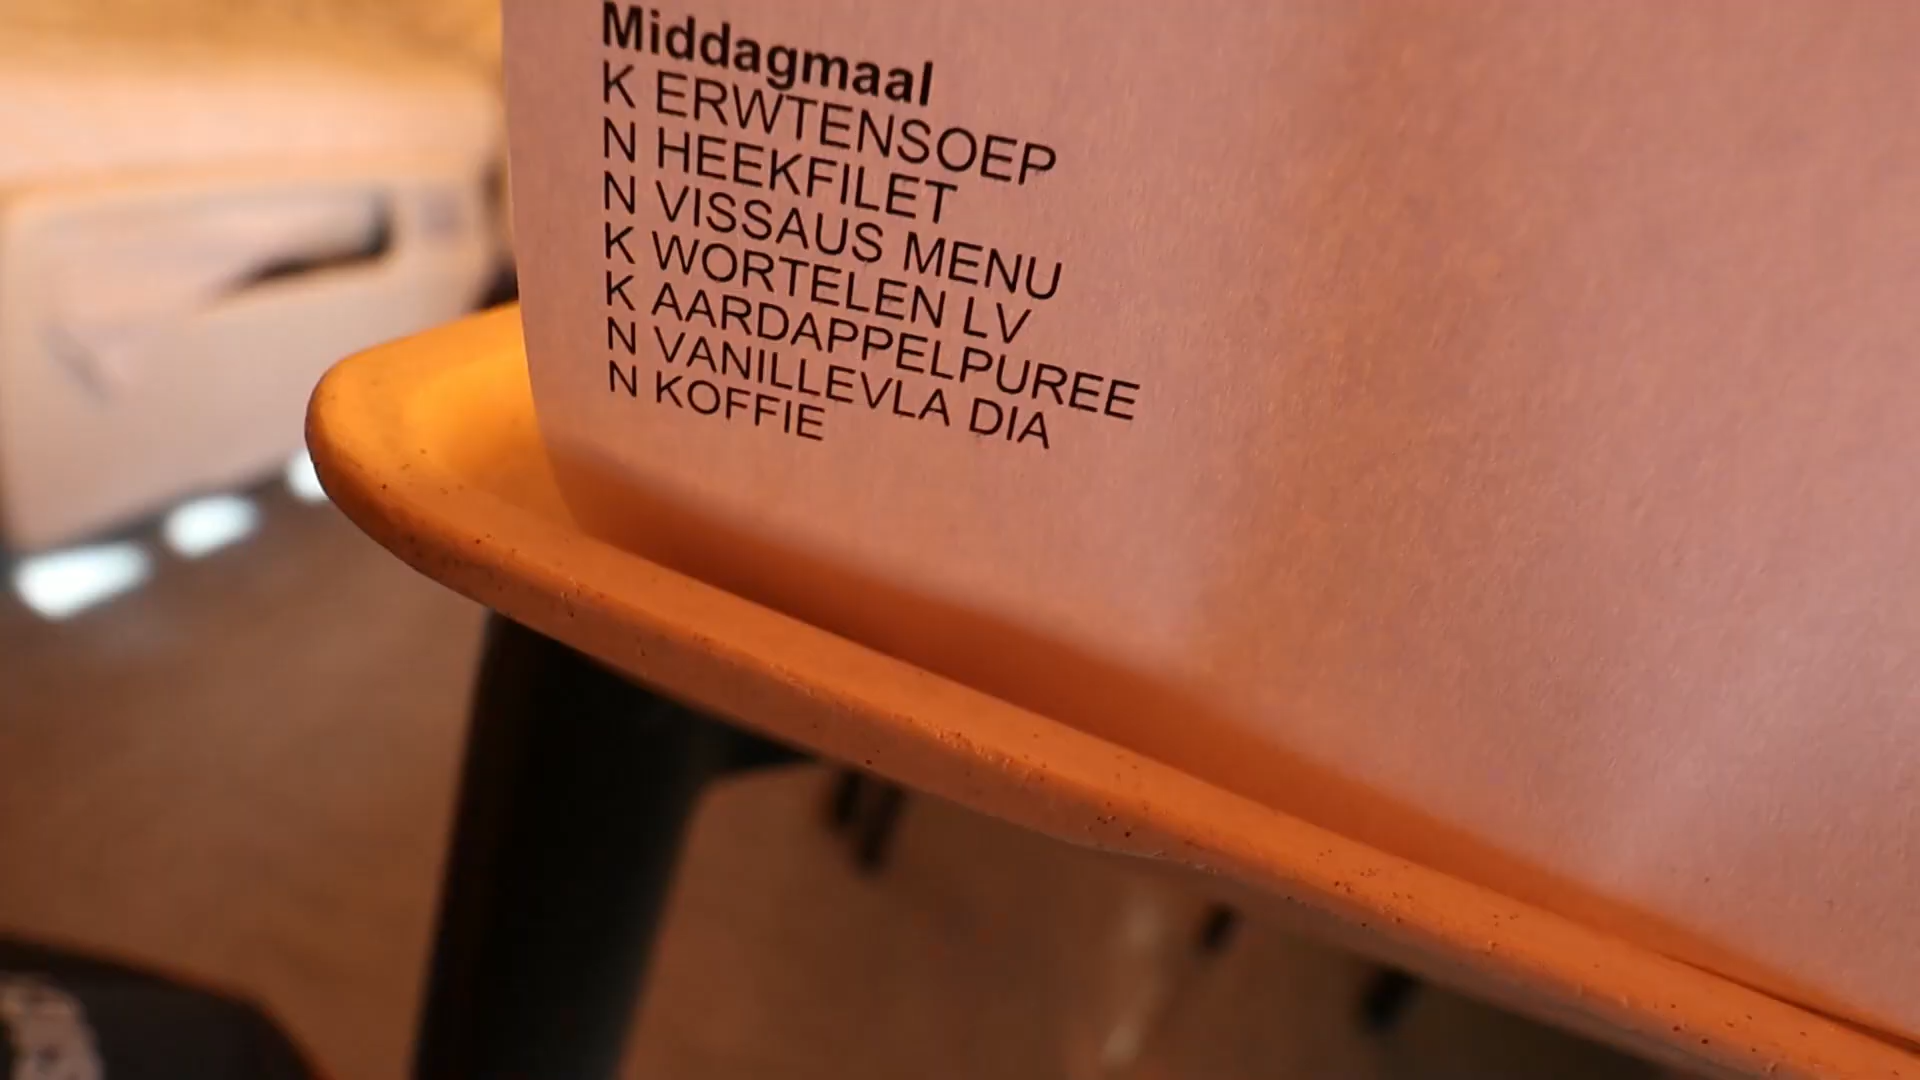 Middagmaal
K ERWTENSOEP
N HEEKFILET
N VISSAUS MENU
K WORTELEN LV
K AARDAPPELPUREE
N VANILLEVLA DIA
N KOFFIE